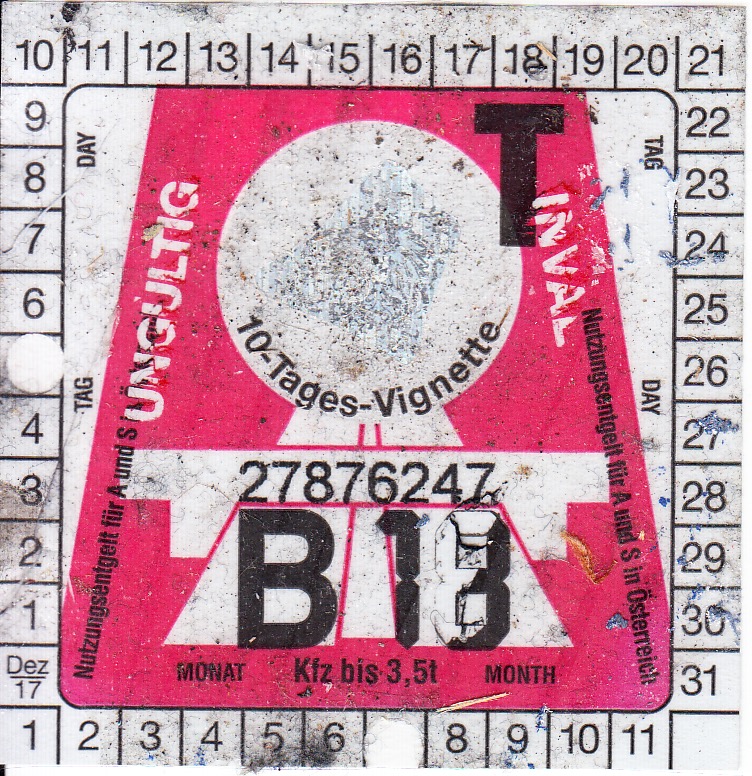 10 11 12 13 14 15 16 17 18 19 20 21
9
8
7
6
4
3
2
1
Dez
17
1 2 3 4 5 6 8 9 10 11
22
23
24
25
26
27
28
29
30
31
DAY
TAG
T
UNGÜLTIG
INVAL
10-Tages-Vignette
TAG
DAY
27876247
B 18
Nutzungsentgelt für A und S in
Nutzungsentgelt für A und S in Österreich
MONAT Kfz bis 3,5t MONTH